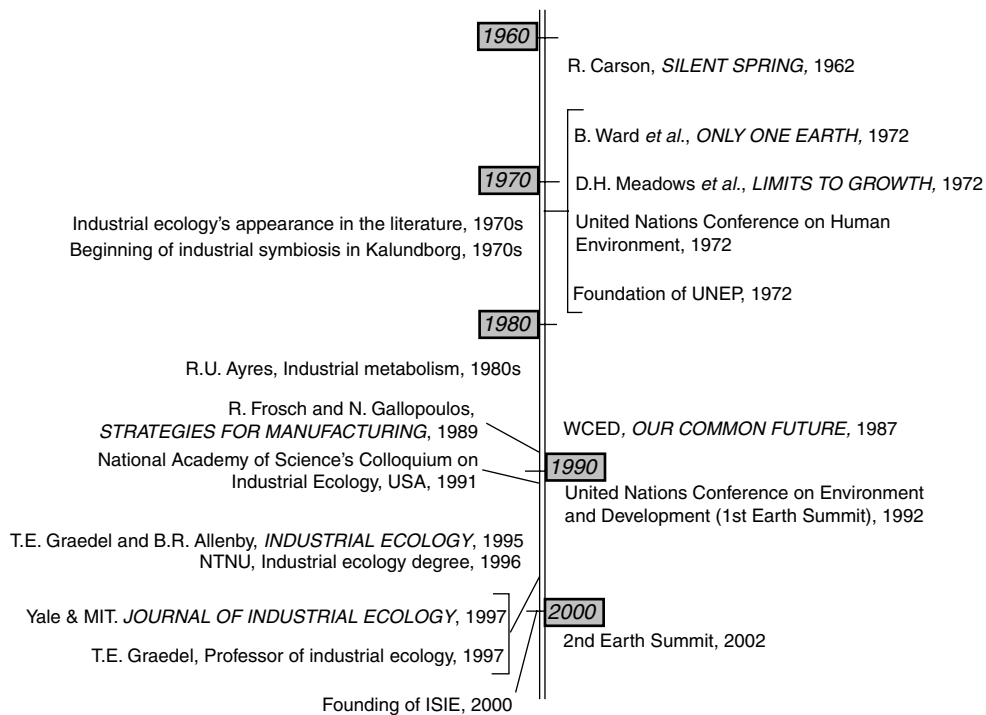 1960
R. Carson, SILENT SPRING, 1962
B. Ward et al., ONLY ONE EARTH, 1972
1970
D.H. Meadows et al., LIMITS TO GROWTH, 1972
Industrial ecology's appearance in the literature, 1970s
Beginning of industrial symbiosis in Kalundborg, 1970s
United Nations Conference on Human
Environment, 1972
Foundation of UNEP, 1972
1980
R.U. Ayres, Industrial metabolism, 1980s
R. Frosch and N. Gallopoulos,
STRATEGIES FOR MANUFACTURING, 1989
WCED, OUR COMMON FUTURE, 1987
National Academy of Science's Colloquium on
Industrial Ecology, USA, 1991
1990
United Nations Conference on Environment
and Development (1st Earth Summit), 1992
T.E. Graedel and B.R. Allenby, INDUSTRIAL ECOLOGY, 1995
NTNU, Industrial ecology degree, 1996
Yale & MIT. JOURNAL OF INDUSTRIAL ECOLOGY, 1997
2000
T.E. Graedel, Professor of industrial ecology, 1997
2nd Earth Summit, 2002
Founding of ISIE, 2000